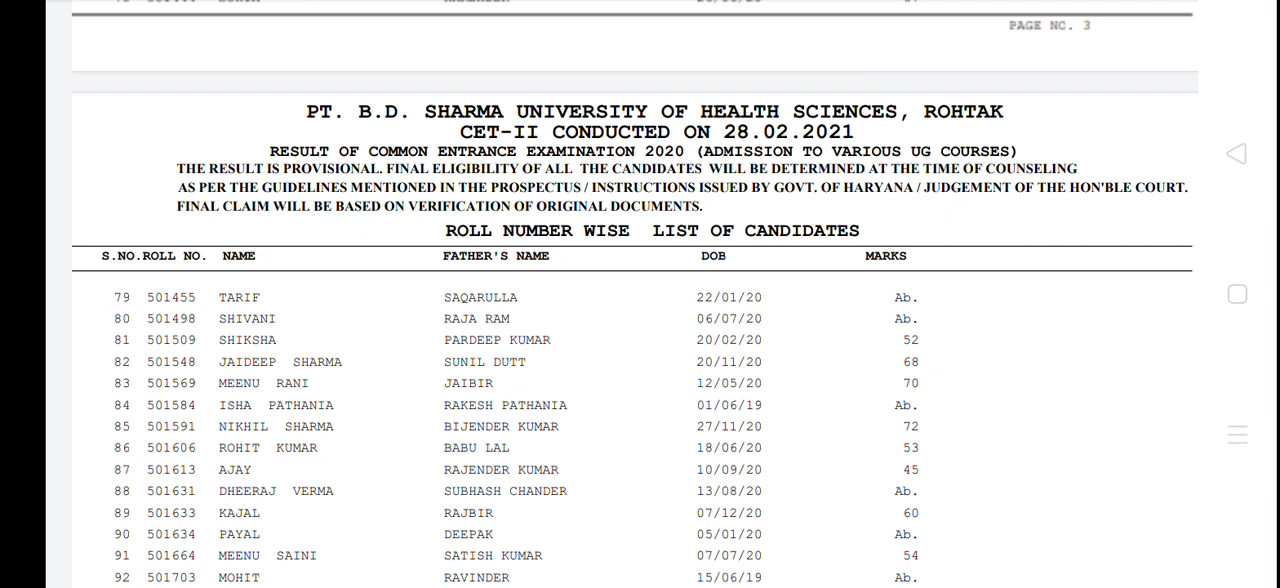 PAGE NO. 3
PT. B.D. SHARMA UNIVERSITY OF HEALTH SCIENCES, ROHTAK
CET-II CONDUCTED ON 28.02.2021
RESULT OF COMMON ENTRANCE EXAMINATION 2020 (ADMISSION TO VARIOUS UG COURSES)
THE RESULT IS PROVISIONAL. FINAL ELIGIBILITY OF ALL THE CANDIDATES WILL BE DETERMINED AT THE TIME OF COUNSELING
AS PER THE GUIDELINES MENTIONED IN THE PROSPECTUS / INSTRUCTIONS ISSUED BY GOVT. OF HARYANA / JUDGEMENT OF THE HON'BLE COURT.
FINAL CLAIM WILL BE BASED ON VERIFICATION OF ORIGINAL DOCUMENTS.
ROLL NUMBER WISE LIST OF CANDIDATES
S.NO. ROLL NO. NAME FATHER'S NAME DOB MARKS
79 501455 TARIF SAQARULLA 22/01/20 Ab.
80 501498 SHIVANI RAJA RAM 06/07/20 Ab.
81 501509 SHIKSHA PARDEEP KUMAR 20/02/20 52
82 501548 JAIDEEP SHARMA SUNIL DUTT 20/11/20 68
83 501569 MEENU RANI JAIBIR 12/05/20 70
84 501584 ISHA PATHANIA RAKESH PATHANIA 01/06/19 Ab.
85 501591 NIKHIL SHARMA BIJENDER KUMAR 27/11/20 72
86 501606 ROHIT KUMAR BABU LAL 18/06/20 53
87 501613 AJAY RAJENDER KUMAR 10/09/20 45
88 501631 DHEERAJ VERMA SUBHASH CHANDER 13/08/20 Ab.
89 501633 KAJAL RAJBIR 07/12/20 60
90 501634 PAYAL DEEPAK 05/01/20 Ab.
91 501664 MEENU SAINI SATISH KUMAR 07/07/20 54
92 501703 MOHIT RAVINDER 15/06/19 Ab.